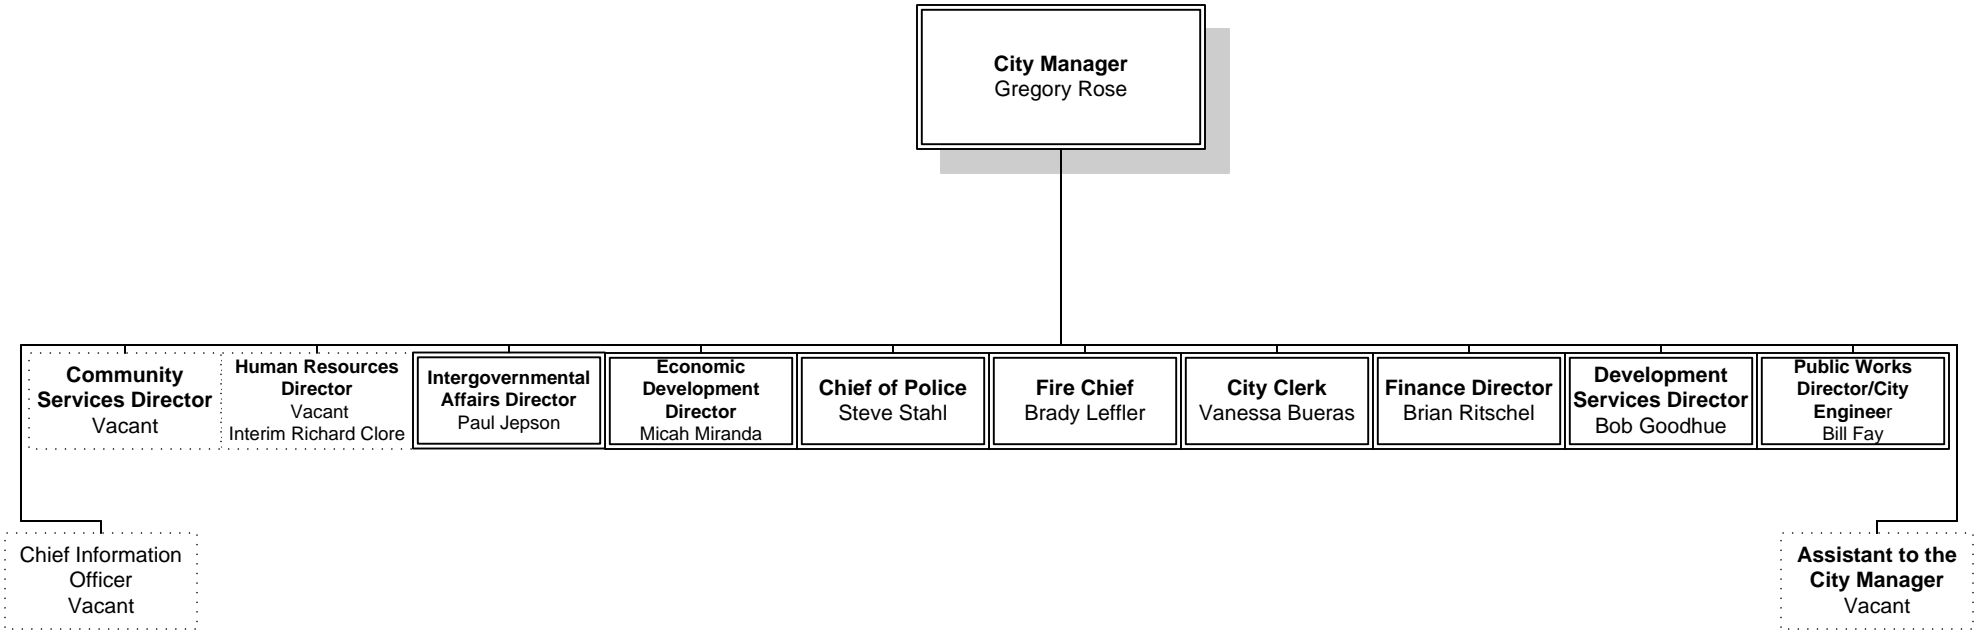 City Manager
Gregory Rose
Community
Services Director
Vacant
Human Resources
Director
Vacant
Interim Richard Clore
Intergovernmental
Affairs Director
Paul Jepson
Economic
Development
Director
Micah Miranda
Chief of Police
Steve Stahl
Fire Chief
Brady Leffler
City Clerk
Vanessa Bueras
Finance Director
Brian Ritschel
Development
Services Director
Bob Goodhue
Public Works
Director/City
Engineer
Bill Fay
Chief Information
Officer
Vacant
Assistant to the
City Manager
Vacant